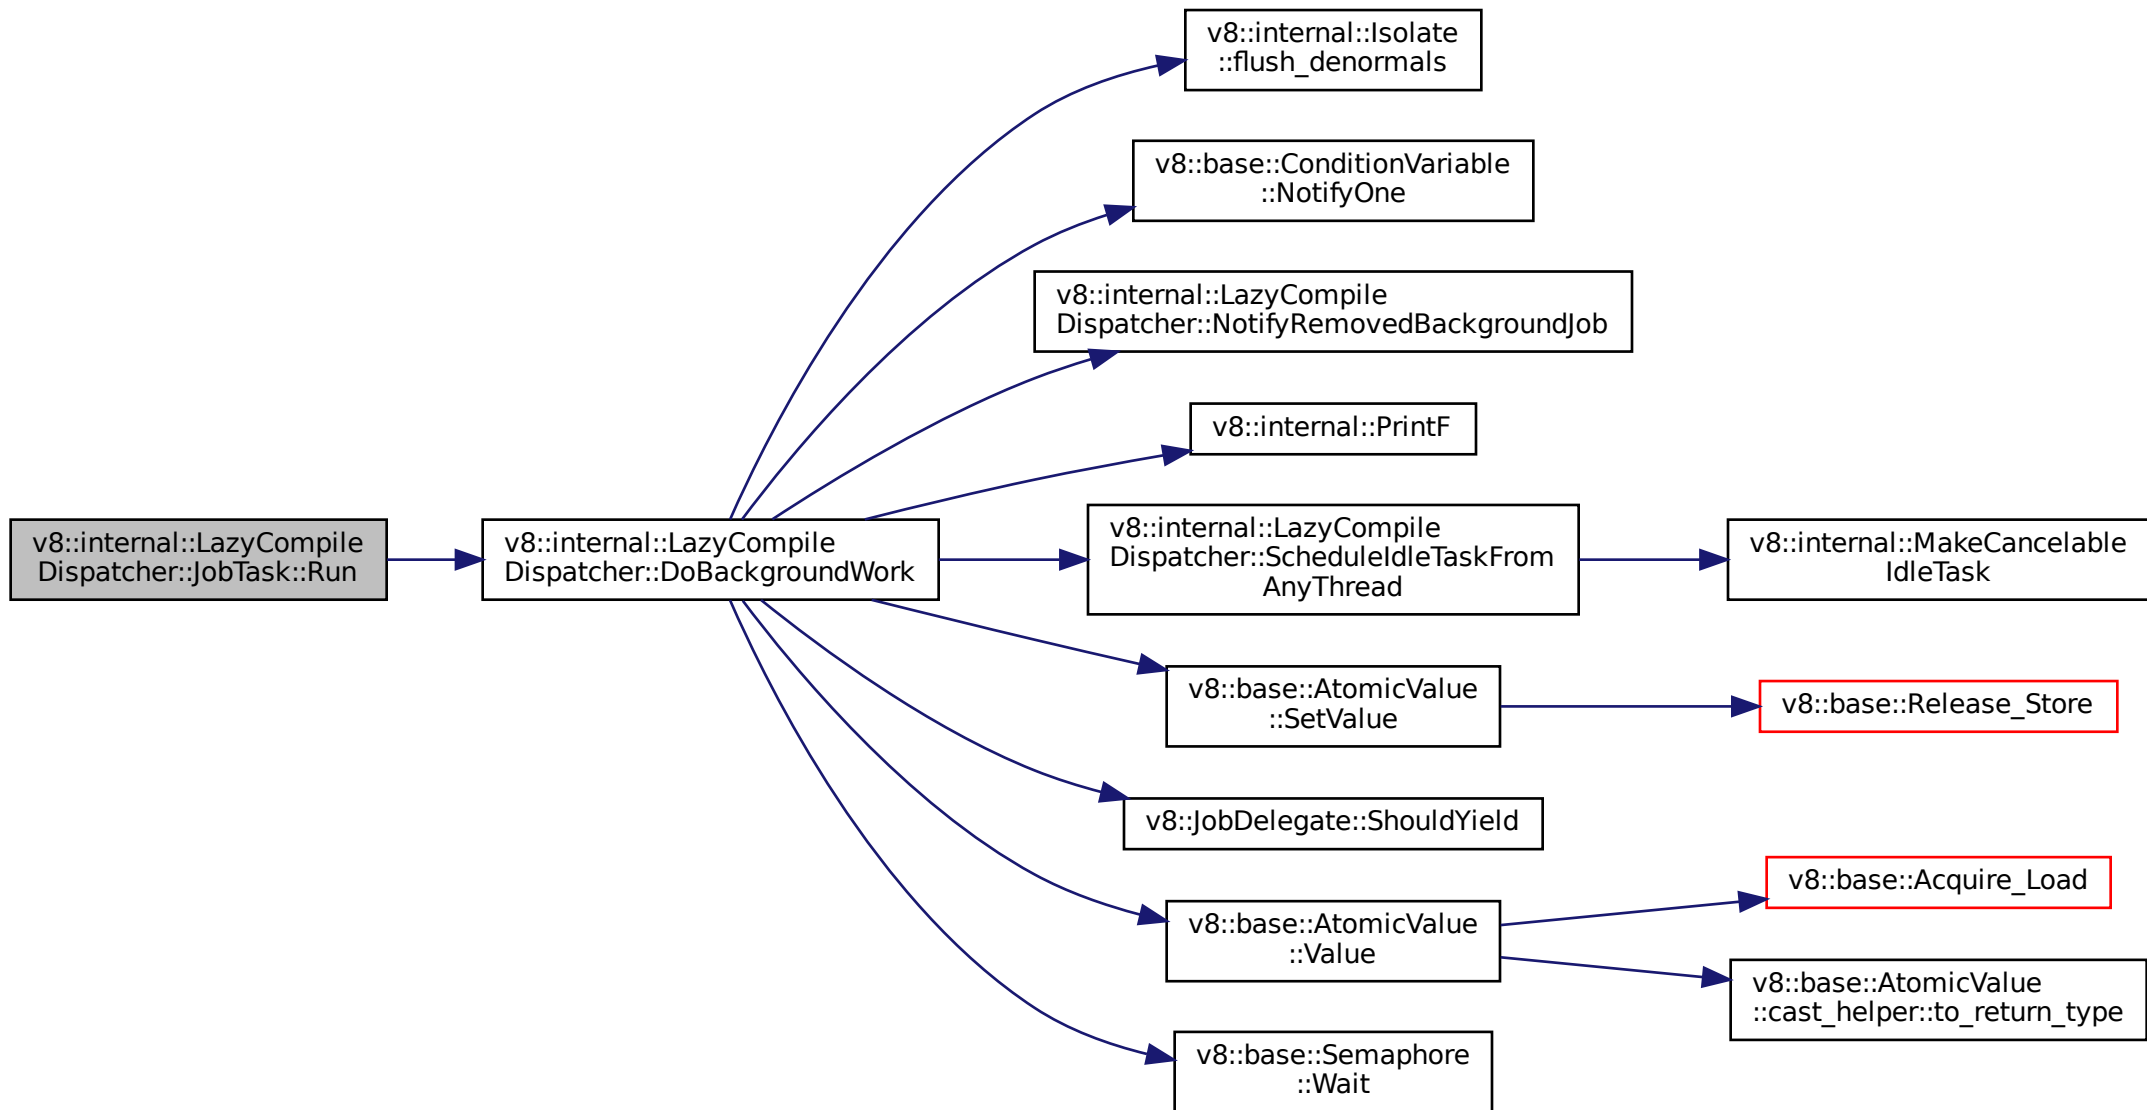 v8::internal::Isolate
::flush_denormals
v8::base::ConditionVariable
::NotifyOne
v8::internal::LazyCompile
Dispatcher::NotifyRemovedBackgroundJob
v8::internal::PrintF
v8::internal::LazyCompile
Dispatcher::JobTask::Run
v8::internal::LazyCompile
Dispatcher::DoBackgroundWork
v8::internal::LazyCompile
Dispatcher::ScheduleIdleTaskFrom
AnyThread
v8::internal::MakeCancelable
IdleTask
v8::base::AtomicValue
::SetValue
v8::base::Release_Store
v8::JobDelegate::ShouldYield
v8::base::AtomicValue
::Value
v8::base::Acquire_Load
v8::base::AtomicValue
::cast_helper::to_return_type
v8::base::Semaphore
::Wait